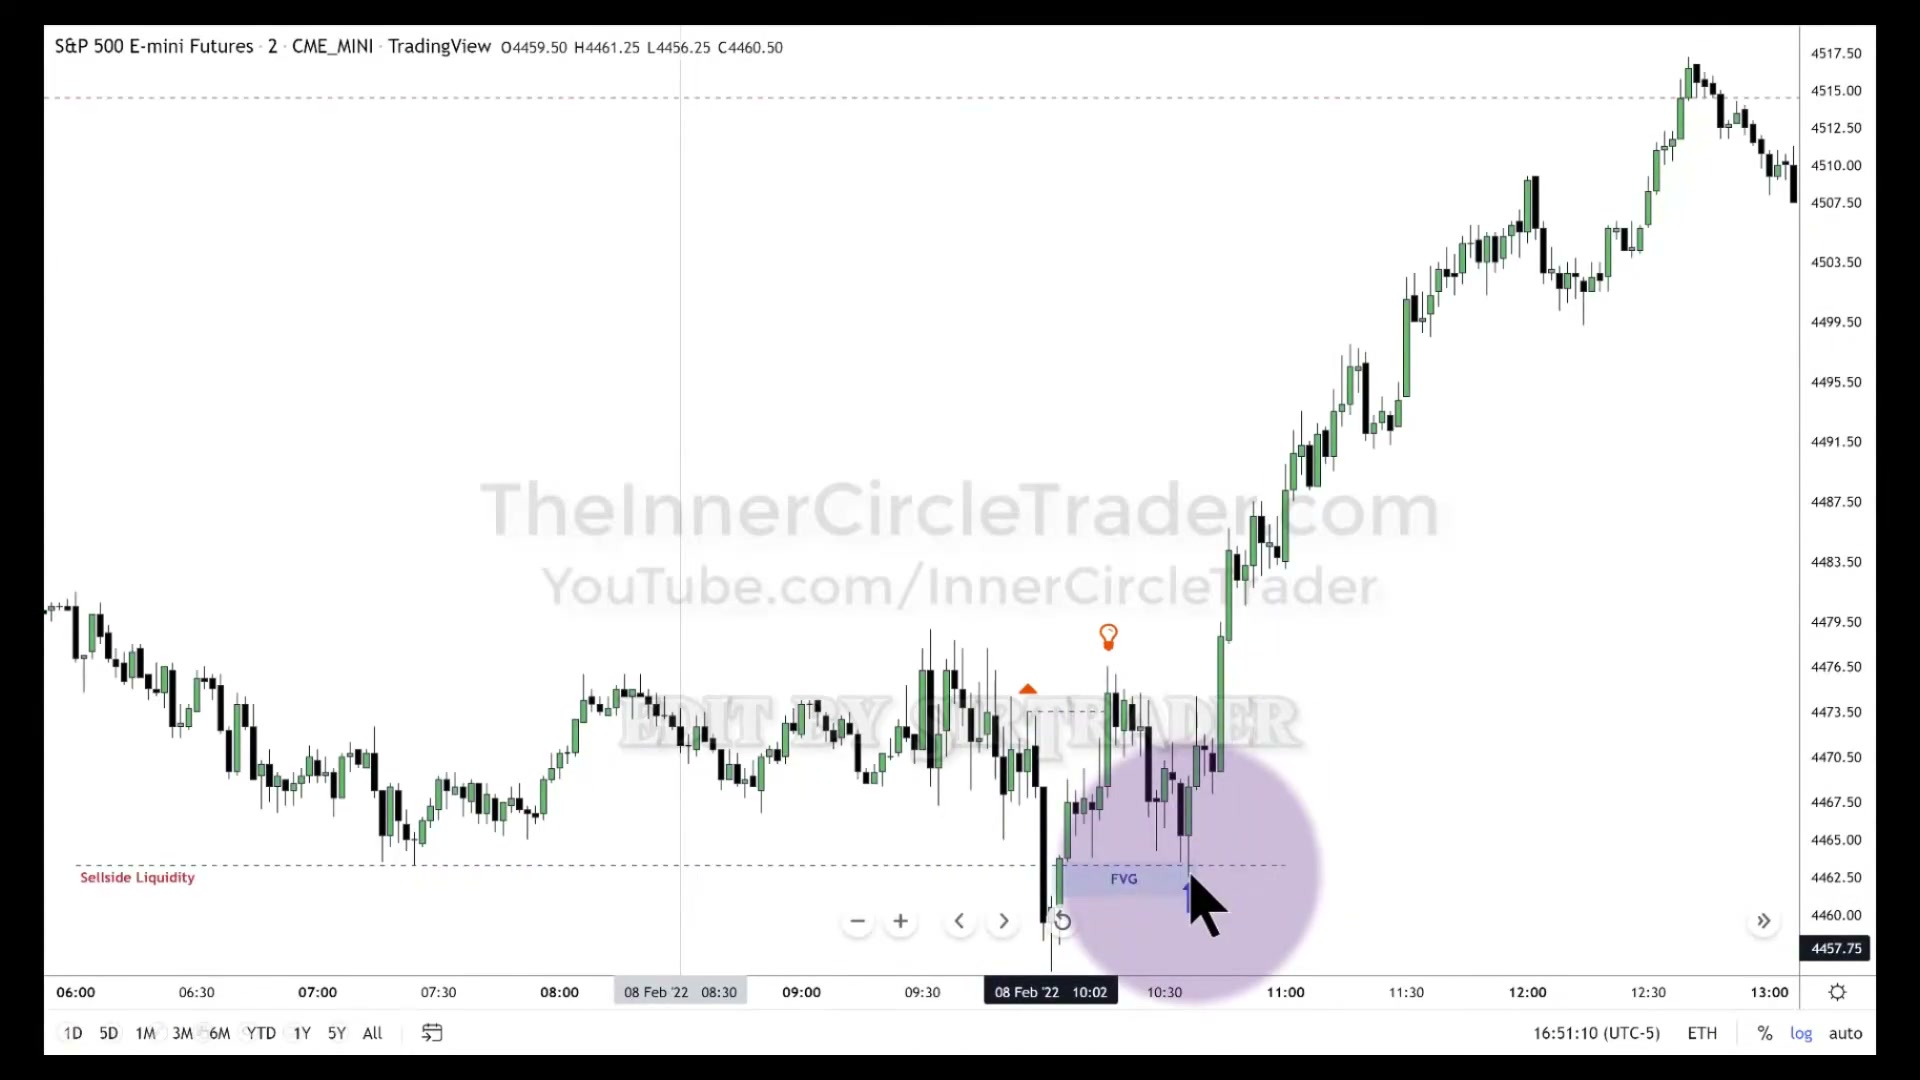 S&P 500 E-mini Futures · 2 · CME_MINI · TradingView O4459.50 H4461.25 L4456.25 C4460.50
4517.50
4515.00
4512.50
4510.00
4507.50
4503.50
4499.50
4495.50
4491.50
4487.50
4483.50
4479.50
4476.50
4473.50
4470.50
4467.50
4465.00
4462.50
4460.00
4457.75
TheInnerCircleTrader.com
YouTube.com/InnerCircleTrader
Sellside Liquidity
FVG
06:00 06:30 07:00 07:30 08:00 08 Feb '22 08:30 09:00 09:30 08 Feb '22 10:02 10:30 11:00 11:30 12:00 12:30 13:00
1D 5D 1M 3M 6M YTD 1Y 5Y All 16:51:10 (UTC-5) ETH % log auto